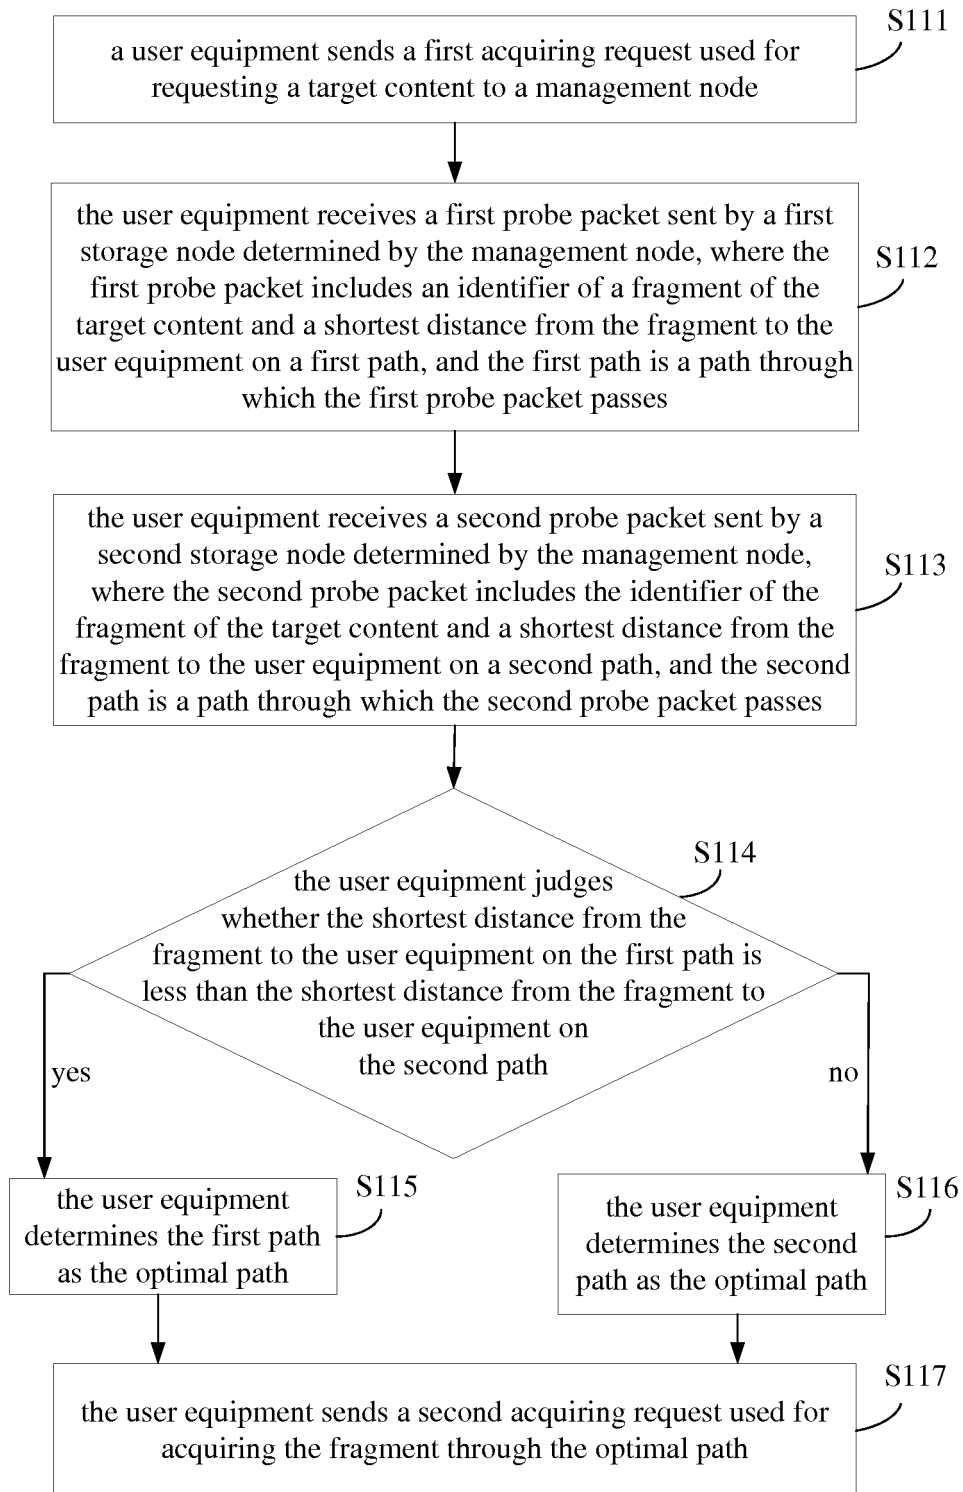 S111
a user equipment sends a first acquiring request used for
requesting a target content to a management node
S112
the user equipment receives a first probe packet sent by a first
storage node determined by the management node, where the
first probe packet includes an identifier of a fragment of the
target content and a shortest distance from the fragment to the
user equipment on a first path, and the first path is a path through
which the first probe packet passes
S113
the user equipment receives a second probe packet sent by a
second storage node determined by the management node,
where the second probe packet includes the identifier of the
fragment of the target content and a shortest distance from the
fragment to the user equipment on a second path, and the second
path is a path through which the second probe packet passes
S114
the user equipment judges
whether the shortest distance from the
fragment to the user equipment on the first path is
less than the shortest distance from the fragment to
the user equipment on
the second path
yes
no
S115
the user equipment
determines the first path
as the optimal path
S116
the user equipment
determines the second
path as the optimal path
S117
the user equipment sends a second acquiring request used for
acquiring the fragment through the optimal path